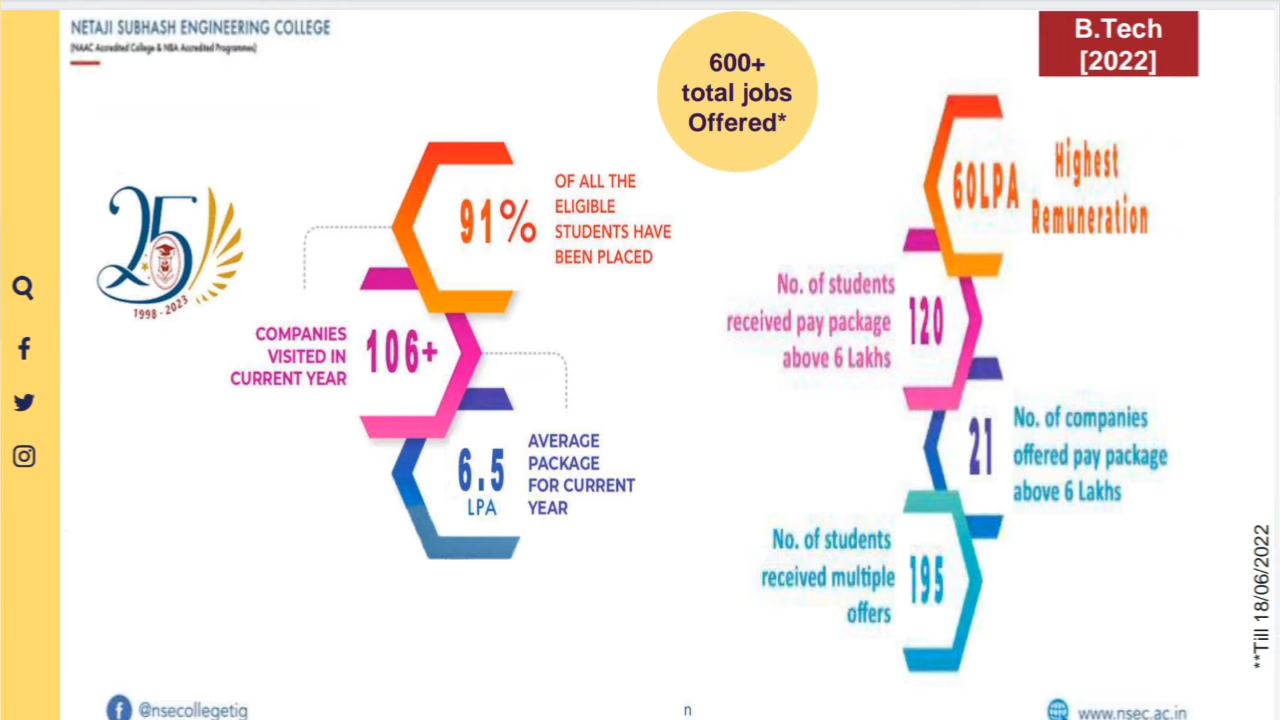 NETAJI SUBHASH ENGINEERING COLLEGE
(NAAC Accredited College & NBA Accredited Programmes)
600+
total jobs
Offered*
B.Tech
[2022]
25
1998 - 2023
91%
OF ALL THE
ELIGIBLE
STUDENTS HAVE
BEEN PLACED
COMPANIES
VISITED IN
CURRENT YEAR
106+
6.5
LPA
AVERAGE
PACKAGE
FOR CURRENT
YEAR
60LPA
Highest
Remuneration
No. of students
received pay package
above 6 Lakhs
120
21
No. of companies
offered pay package
above 6 Lakhs
No. of students
received multiple
offers
195
**Till 18/06/2022
@nsecollegetig
n
www.nsec.ac.in